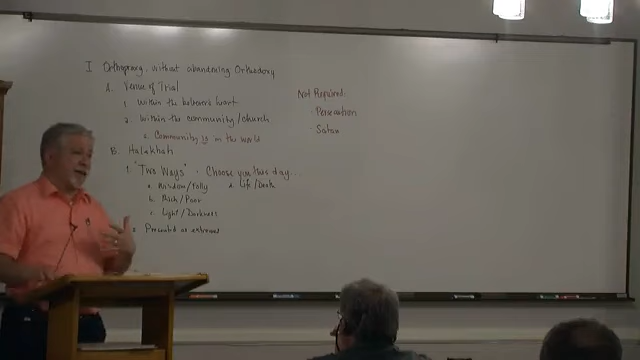 I Orthopraxy without abandoning Orthodoxy
A. Venue of Trial
1. Within the believer's heart
2. Within the community/church
a. Community is in the world
B. Halakhah
1. "Two Ways" - Choose you this day...
a. Wisdom/Folly d. Life/Death
b. Rich/Poor
c. Light/Darkness
2. Presented as external
Not Required:
- Persecution
- Satan